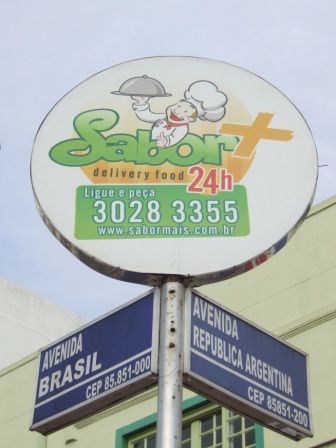 Sabor+
delivery food 24h
Ligue e peça
3028 3355
www.sabormais.com.br
AVENIDA
BRASIL
CEP 85.851-000
AVENIDA
REPUBLICA ARGENTINA
CEP 85851-200